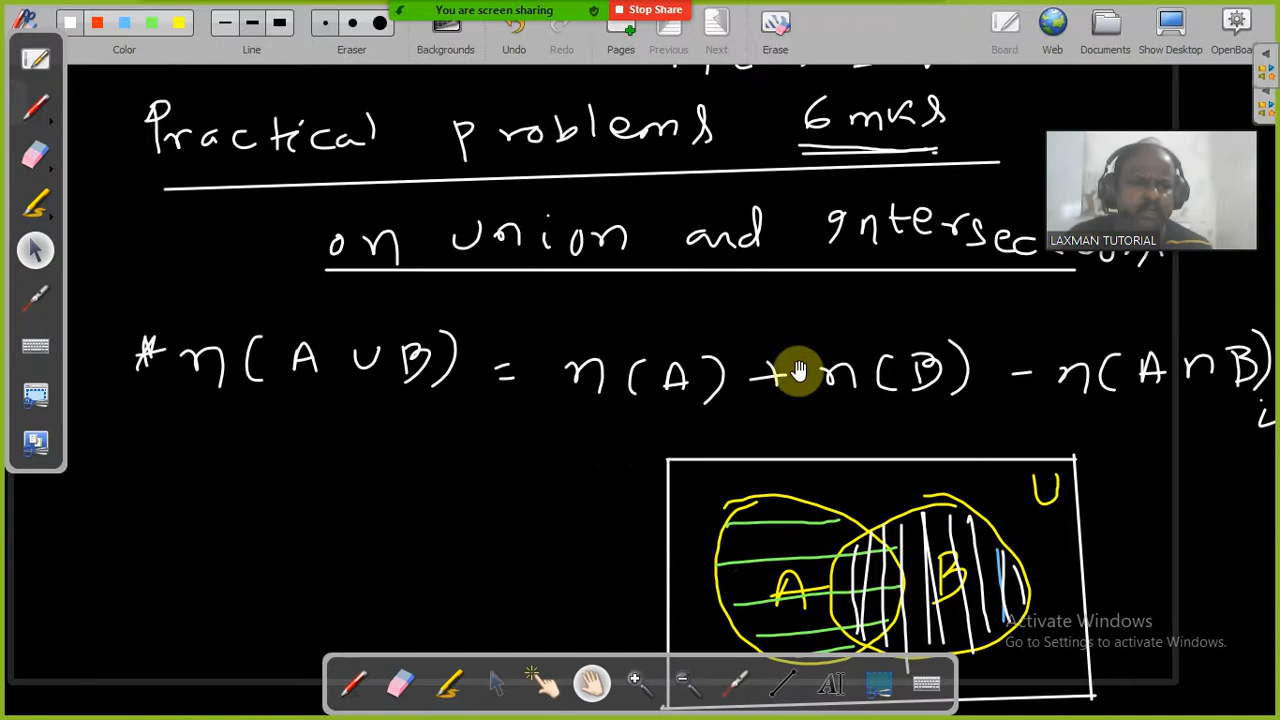 You are screen sharing
Stop Share
Color
Line
Eraser
Backgrounds
Undo
Redo
Pages
Previous
Next
Erase
Board
Web
Documents
Show Desktop
OpenBoa
Practical problems 6 mks
on union and intersec
LAXMAN TUTORIAL
* n(A ∪ B) = n(A) + n(B) - n(A ∩ B)
U
A
B
Activate Windows
Go to Settings to activate Windows.